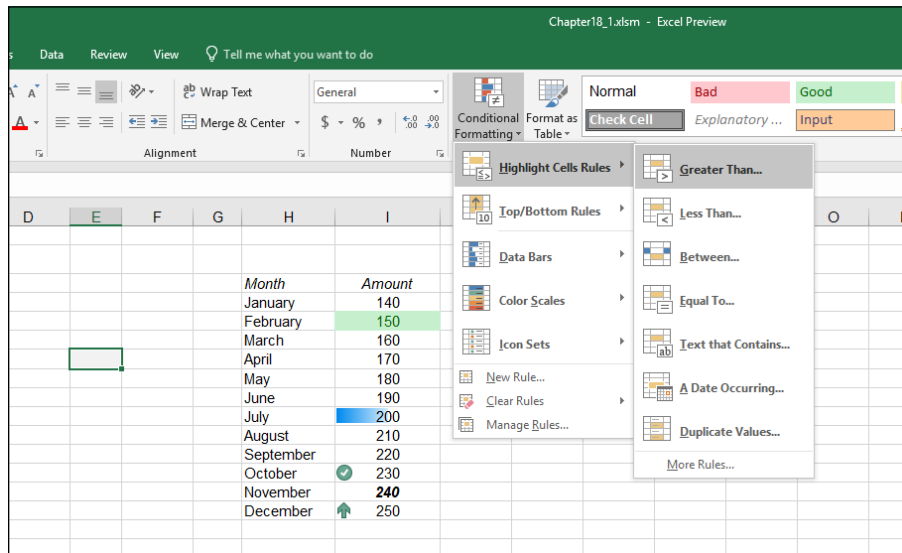 Chapter18_1.xlsm - Excel Preview
Data Review View Tell me what you want to do
Wrap Text General Normal Bad Good
Merge & Center $ % , Conditional Formatting Format as Table Check Cell Explanatory ... Input
Alignment Number
Highlight Cells Rules Greater Than...
Top/Bottom Rules Less Than...
Data Bars Between...
Color Scales Equal To...
Icon Sets Text that Contains...
New Rule... A Date Occurring...
Clear Rules
Manage Rules... Duplicate Values...
More Rules...
D E F G H I O
Month Amount
January 140
February 150
March 160
April 170
May 180
June 190
July 200
August 210
September 220
October 230
November 240
December 250